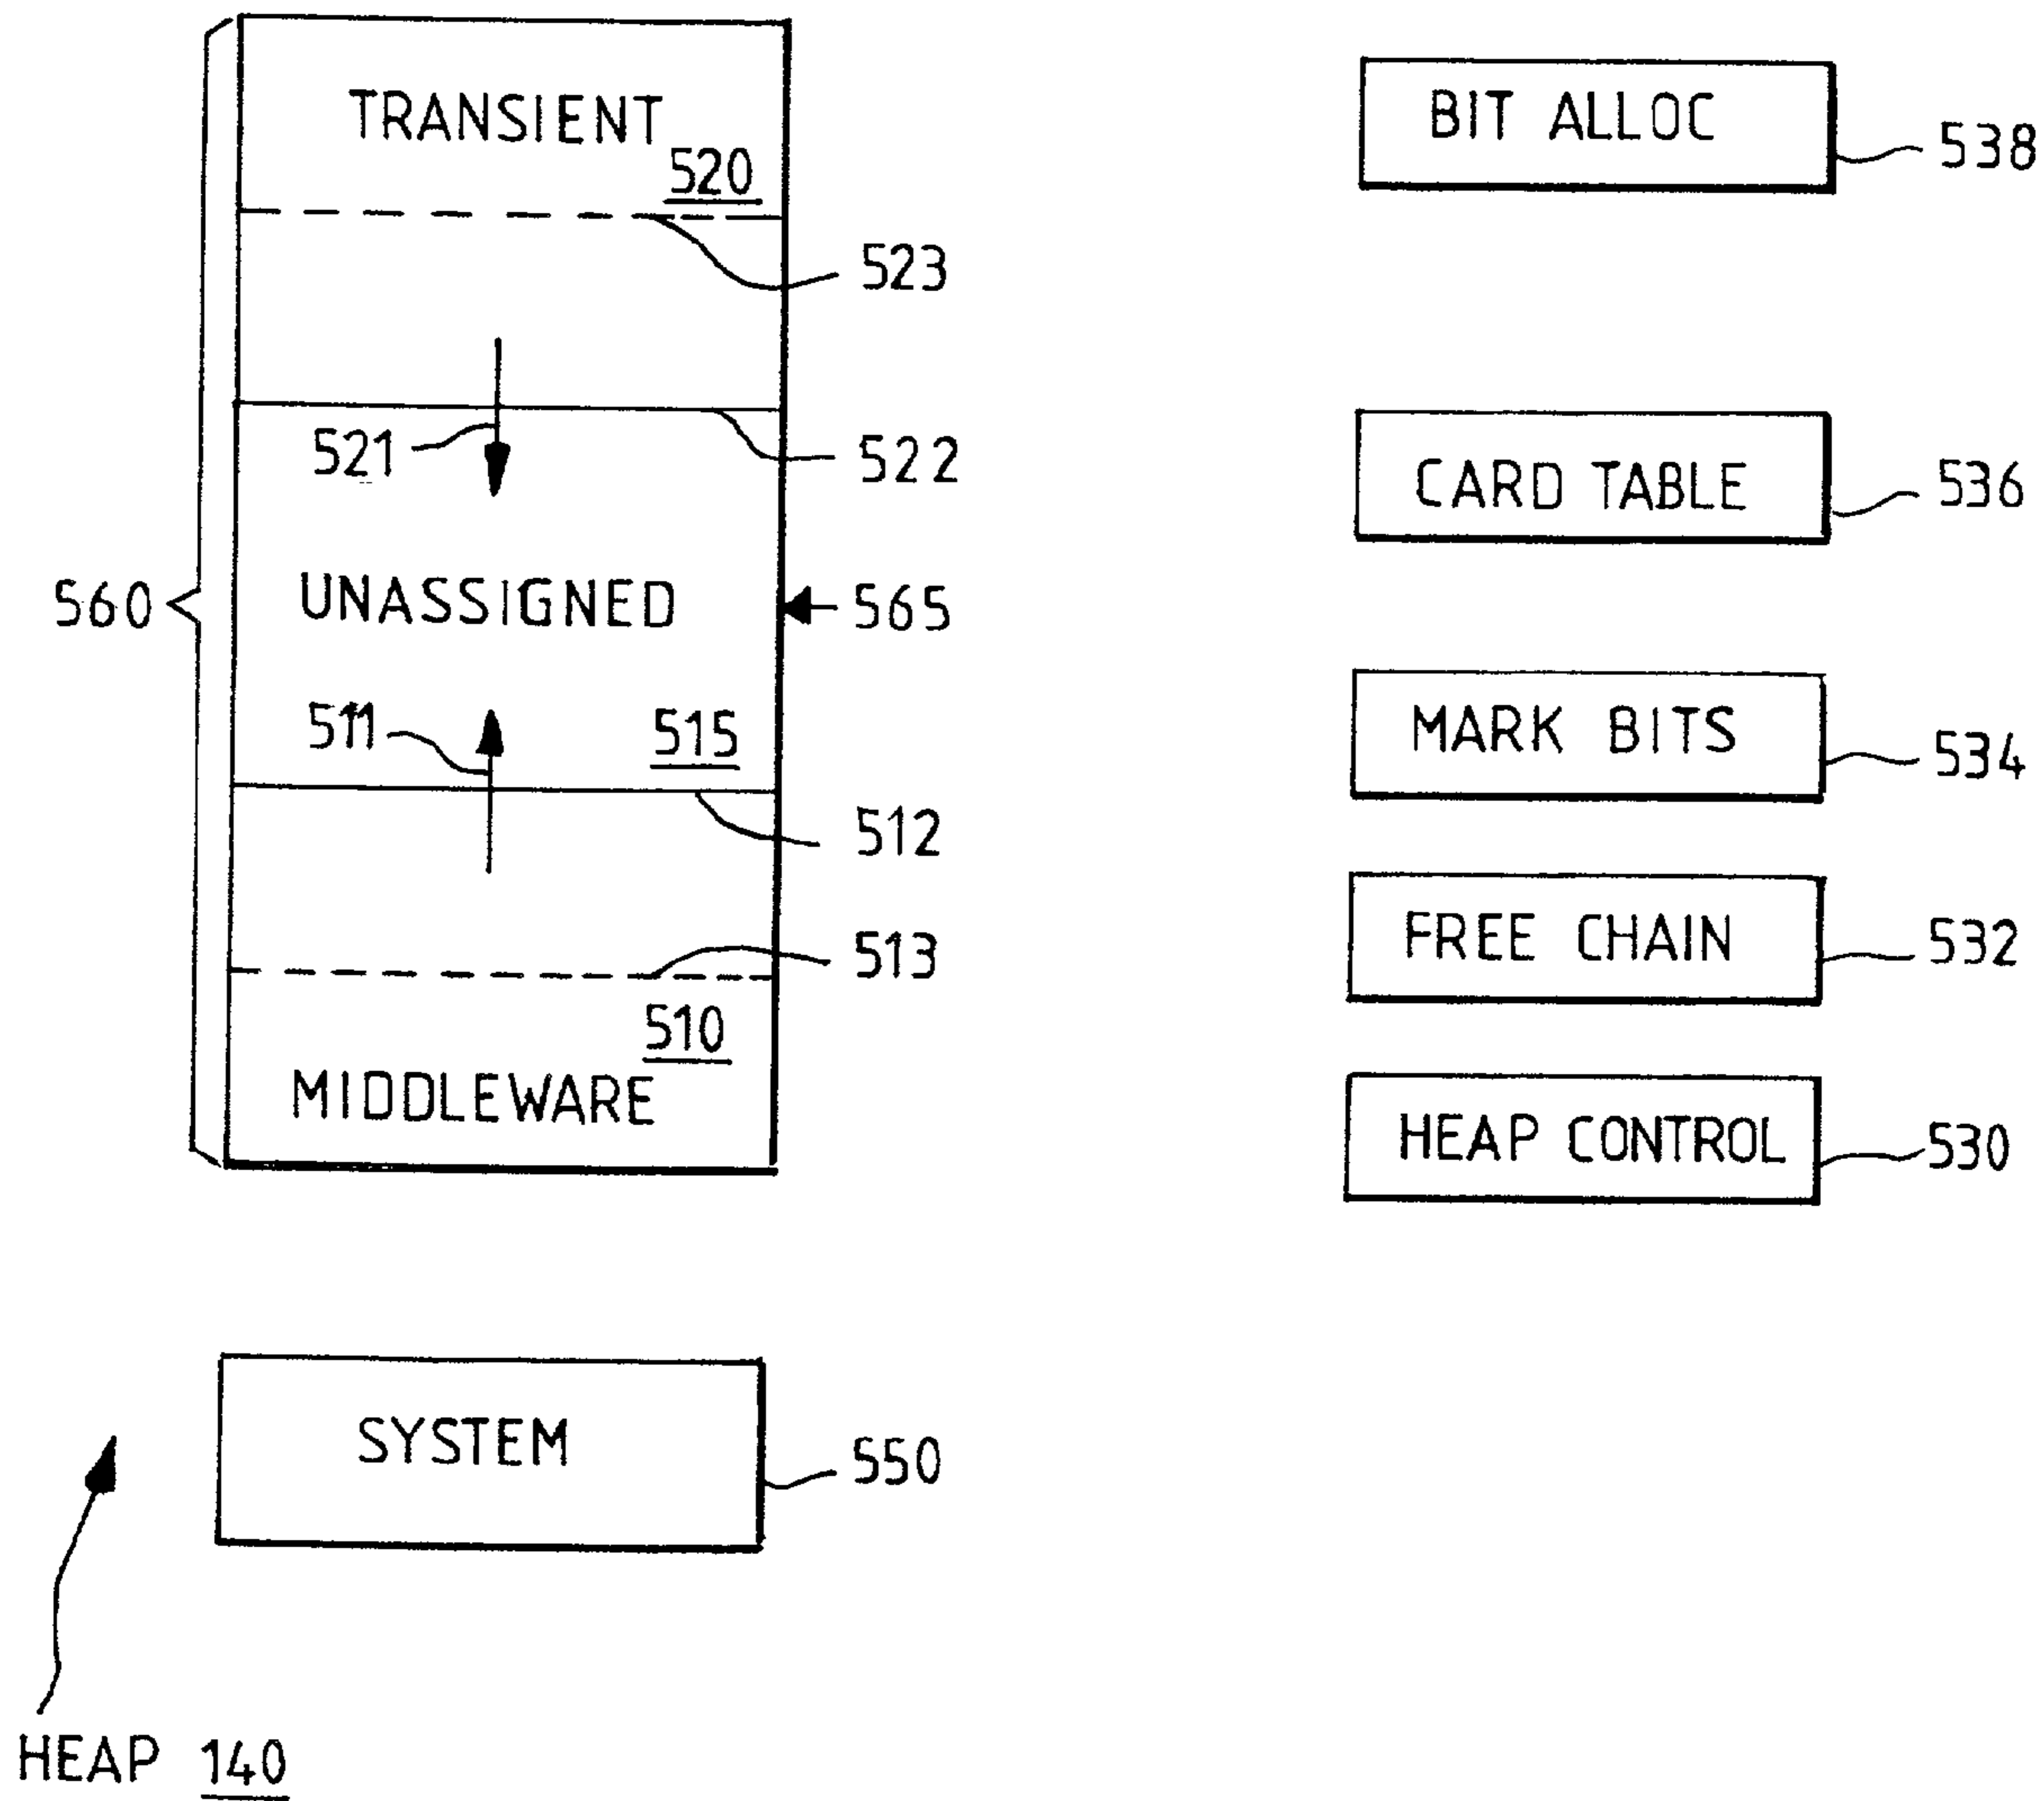 TRANSIENT
520
523
521
522
560
UNASSIGNED
565
511
515
512
513
510
MIDDLEWARE
SYSTEM
550
HEAP 140
BIT ALLOC
538
CARD TABLE
536
MARK BITS
534
FREE CHAIN
532
HEAP CONTROL
530